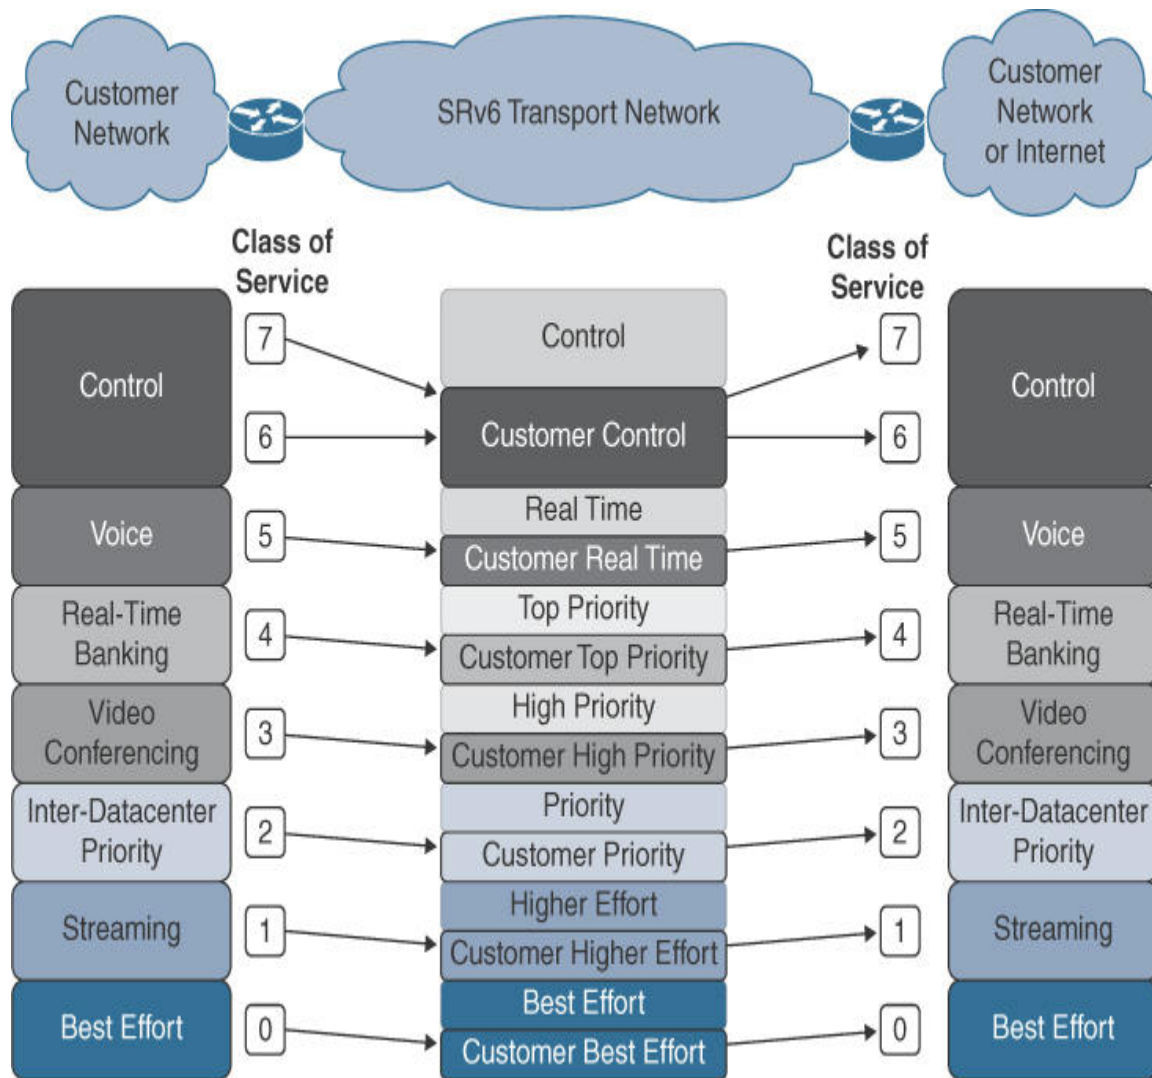 Customer
Network
SRv6 Transport Network
Customer
Network
or Internet
Class of
Service
Class of
Service
Control
7
Control
7
Control
6
Customer Control
6
Voice
5
Real Time
Customer Real Time
5
Voice
Real-Time
Banking
4
Top Priority
Customer Top Priority
4
Real-Time
Banking
Video
Conferencing
3
High Priority
Customer High Priority
3
Video
Conferencing
Inter-Datacenter
Priority
2
Priority
Customer Priority
2
Inter-Datacenter
Priority
Streaming
1
Higher Effort
Customer Higher Effort
1
Streaming
Best Effort
0
Best Effort
Customer Best Effort
0
Best Effort